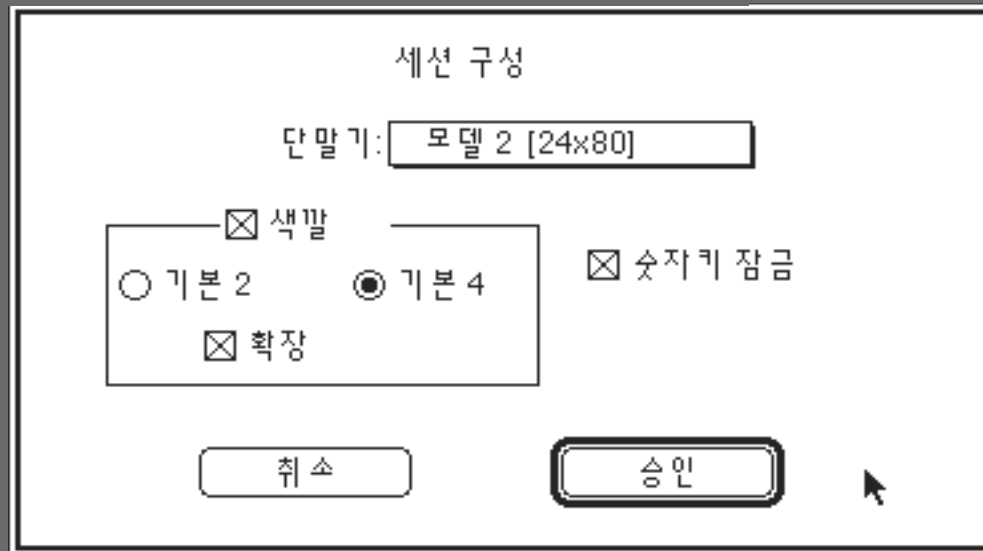 세션 구성
단말기: 모델 2 [24x80]
색깔
기본 2 기본 4
숫자키 잠금
확장
취소 승인